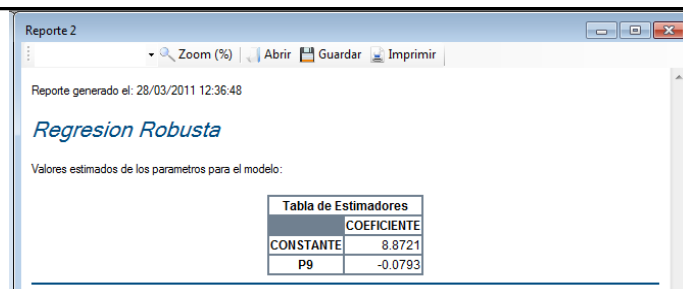 Reporte 2
Zoom (%) Abrir Guardar Imprimir
Reporte generado el: 28/03/2011 12:36:48
Regresion Robusta
Valores estimados de los parametros para el modelo:
Tabla de Estimadores
COEFICIENTE
CONSTANTE 8.8721
P9 -0.0793